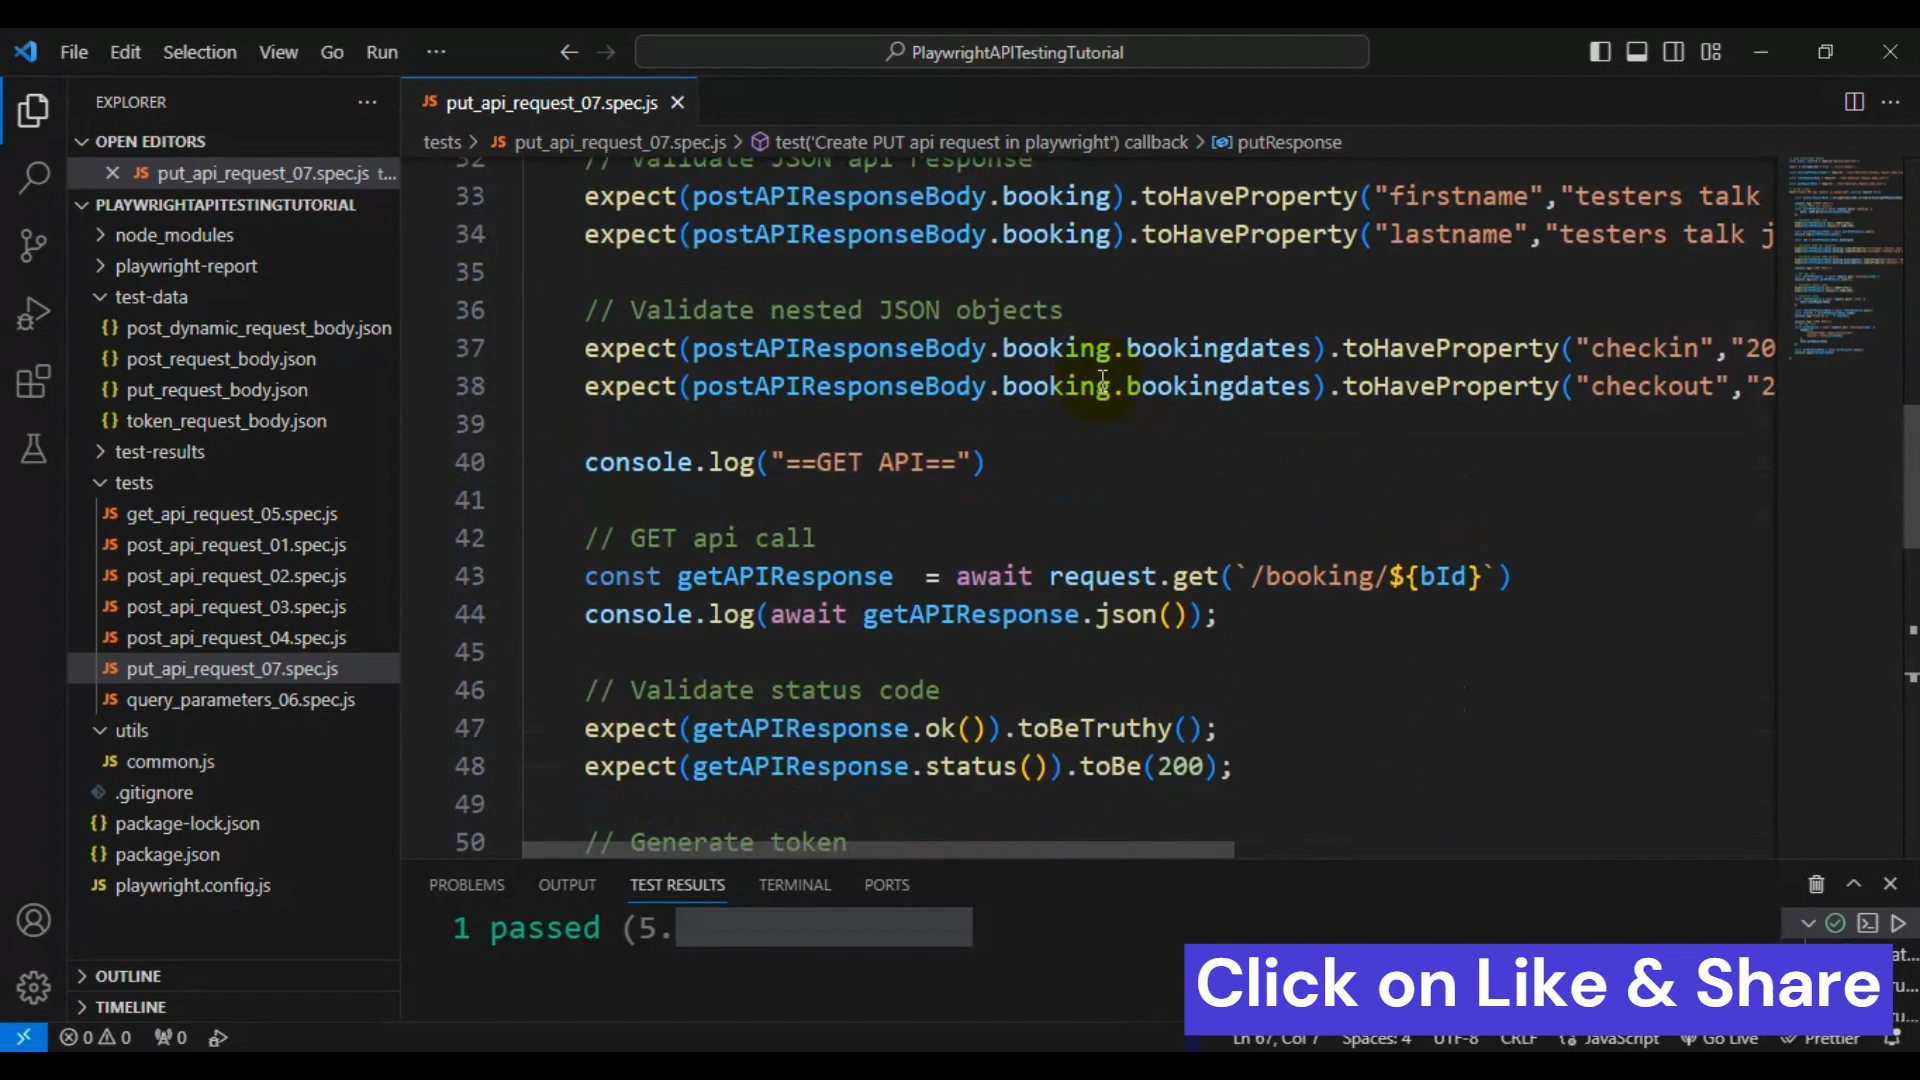 File Edit Selection View Go Run ···
PlaywrightAPITestingTutorial
EXPLORER
OPEN EDITORS
JS put_api_request_07.spec.js t...
PLAYWRIGHTAPITESTINGTUTORIAL
node_modules
playwright-report
test-data
{} post_dynamic_request_body.json
{} post_request_body.json
{} put_request_body.json
{} token_request_body.json
test-results
tests
JS get_api_request_05.spec.js
JS post_api_request_01.spec.js
JS post_api_request_02.spec.js
JS post_api_request_03.spec.js
JS post_api_request_04.spec.js
JS put_api_request_07.spec.js
JS query_parameters_06.spec.js
utils
JS common.js
.gitignore
{} package-lock.json
{} package.json
JS playwright.config.js
OUTLINE
TIMELINE
JS put_api_request_07.spec.js
tests > JS put_api_request_07.spec.js > test('Create PUT api request in playwright') callback > putResponse
32 // Validate JSON api response
33 expect(postAPIResponseBody.booking).toHaveProperty("firstname","testers talk
34 expect(postAPIResponseBody.booking).toHaveProperty("lastname","testers talk j
35
36 // Validate nested JSON objects
37 expect(postAPIResponseBody.booking.bookingdates).toHaveProperty("checkin","20
38 expect(postAPIResponseBody.booking.bookingdates).toHaveProperty("checkout","2
39
40 console.log("==GET API==")
41
42 // GET api call
43 const getAPIResponse  = await request.get(`/booking/${bId}`)
44 console.log(await getAPIResponse.json());
45
46 // Validate status code
47 expect(getAPIResponse.ok()).toBeTruthy();
48 expect(getAPIResponse.status()).toBe(200);
49
50 // Generate token
PROBLEMS OUTPUT TEST RESULTS TERMINAL PORTS
1 passed (5.
at...
ru...
Click on Like & Share
0 0 0
Ln 67, Col 7 Spaces: 4 UTF-8 CRLF JavaScript Go Live Prettier